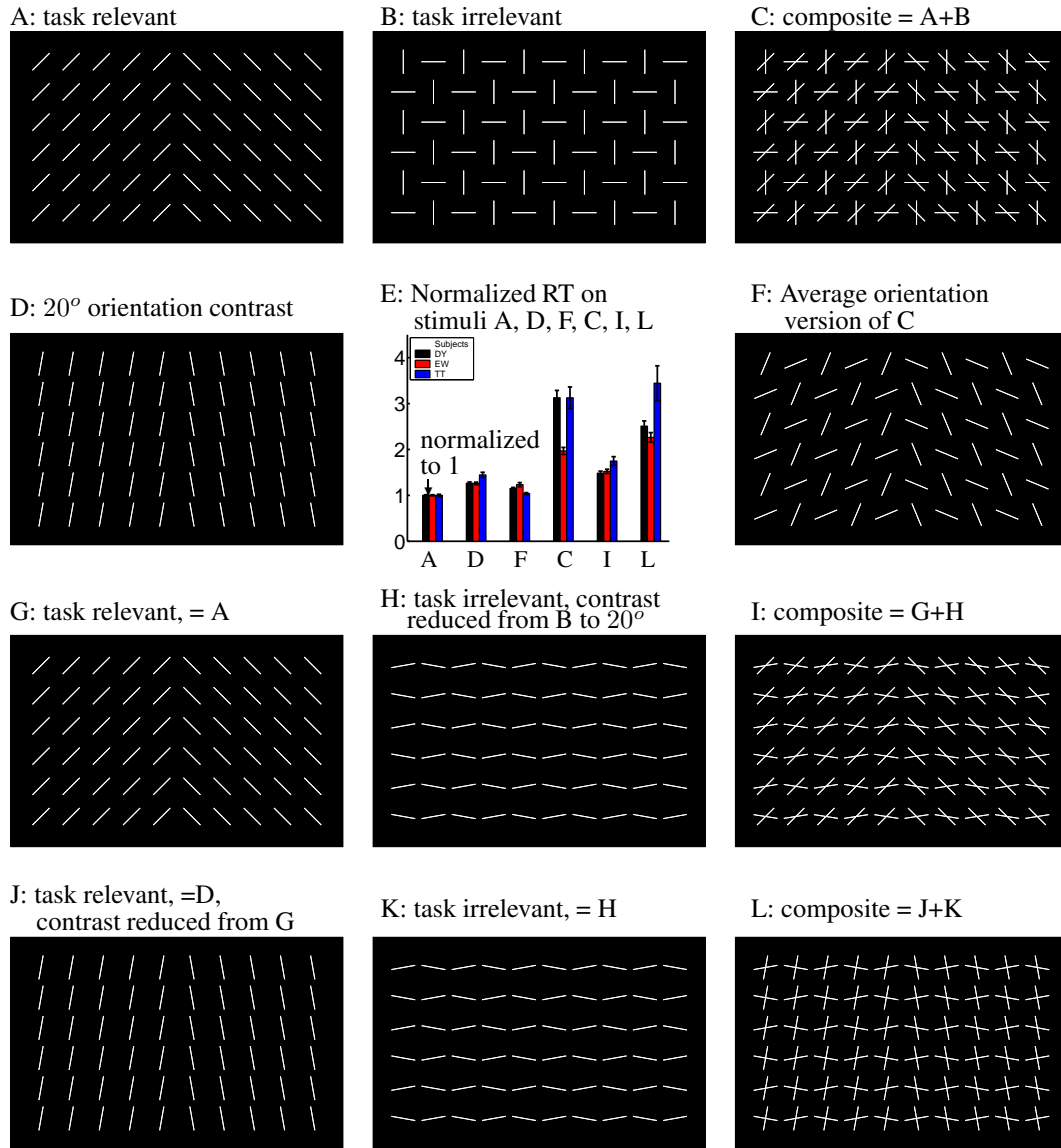 A: task relevant
B: task irrelevant
C: composite = A+B
D: 20° orientation contrast
E: Normalized RT on
stimuli A, D, F, C, I, L
Subjects
DY
EW
TT
4
3
2
1
0
normalized
to 1
A D F C I L
F: Average orientation
version of C
G: task relevant, = A
H: task irrelevant, contrast
reduced from B to 20°
I: composite = G+H
J: task relevant, =D,
contrast reduced from G
K: task irrelevant, = H
L: composite = J+K